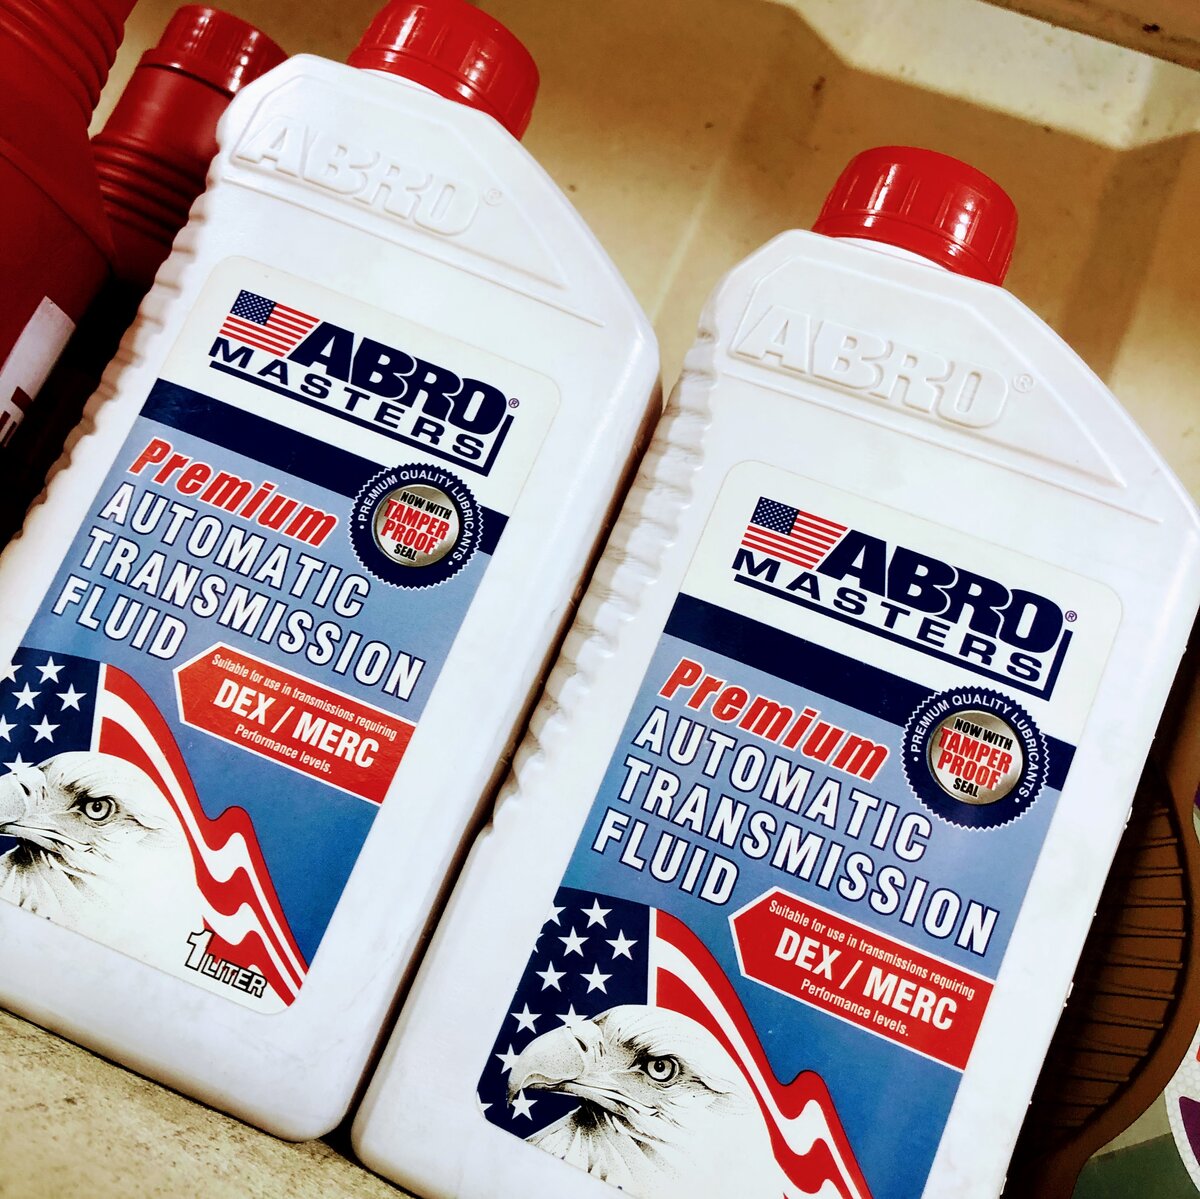 ABRO®
ABRO®
MASTERS
Premium
AUTOMATIC
TRANSMISSION
FLUID
PREMIUM QUALITY LUBRICANTS
NOW WITH
TAMPER
PROOF
SEAL
Suitable for use in transmissions requiring
DEX / MERC
Performance levels.
1 LITER
ABRO®
ABRO®
MASTERS
Premium
AUTOMATIC
TRANSMISSION
FLUID
PREMIUM QUALITY LUBRICANTS
NOW WITH
TAMPER
PROOF
SEAL
Suitable for use in transmissions requiring
DEX / MERC
Performance levels.